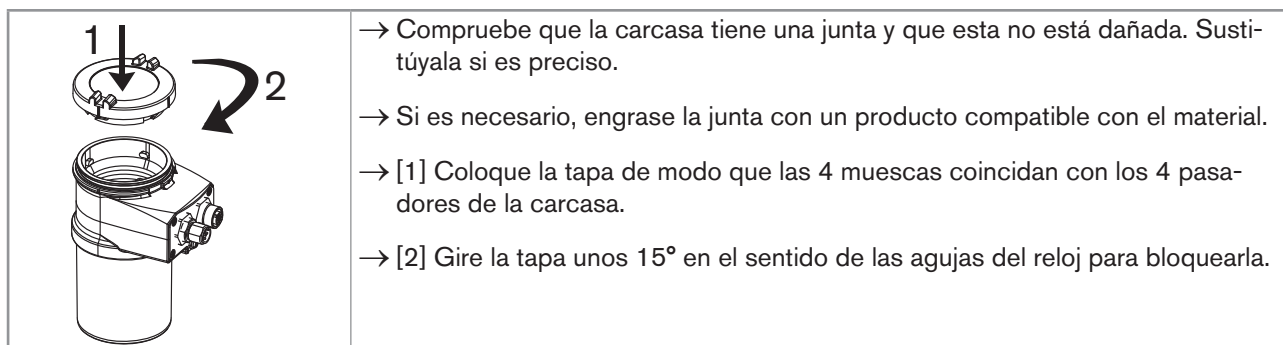 1
2
→ Compruebe que la carcasa tiene una junta y que esta no está dañada. Susti-
túyala si es preciso.
→ Si es necesario, engrase la junta con un producto compatible con el material.
→ [1] Coloque la tapa de modo que las 4 muescas coincidan con los 4 pasa-
dores de la carcasa.
→ [2] Gire la tapa unos 15° en el sentido de las agujas del reloj para bloquearla.